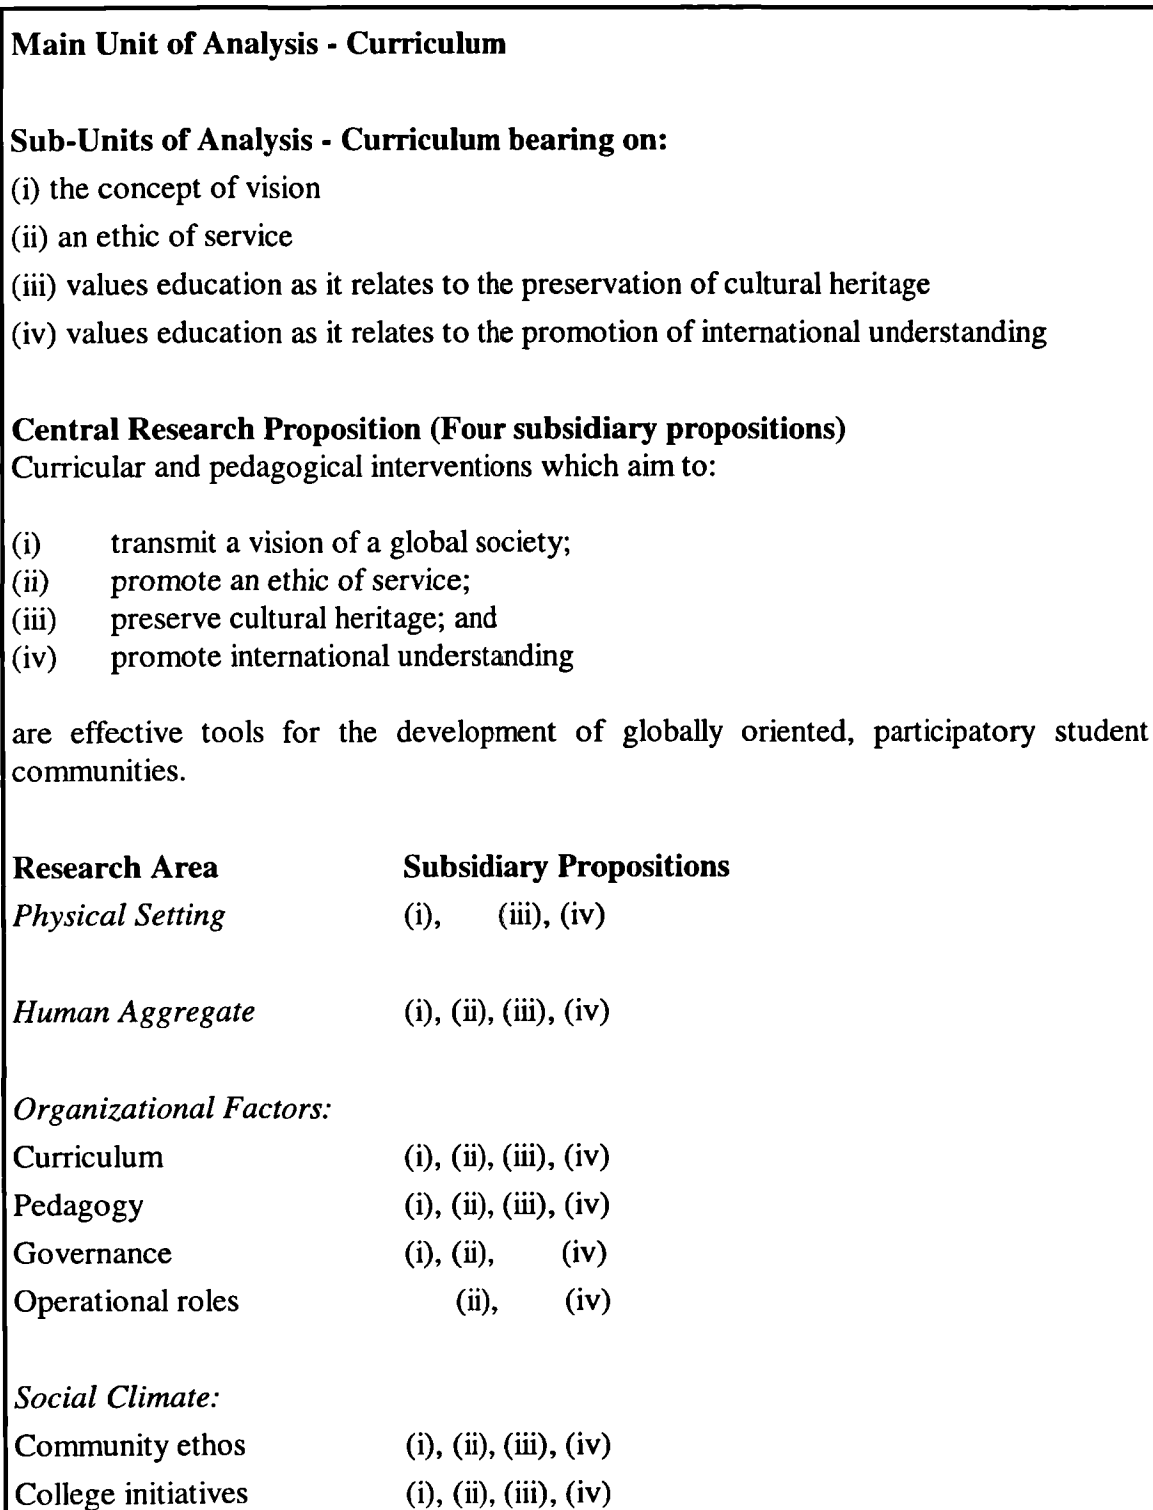 Main Unit of Analysis - Curriculum
Sub-Units of Analysis - Curriculum bearing on:
(i) the concept of vision
(ii) an ethic of service
(iii) values education as it relates to the preservation of cultural heritage
(iv) values education as it relates to the promotion of international understanding
Central Research Proposition (Four subsidiary propositions)
Curricular and pedagogical interventions which aim to:
(i) transmit a vision of a global society;
(ii) promote an ethic of service;
(iii) preserve cultural heritage; and
(iv) promote international understanding
are effective tools for the development of globally oriented, participatory student
communities.
Research Area Subsidiary Propositions
Physical Setting (i), (iii), (iv)
Human Aggregate (i), (ii), (iii), (iv)
Organizational Factors:
Curriculum (i), (ii), (iii), (iv)
Pedagogy (i), (ii), (iii), (iv)
Governance (i), (ii), (iv)
Operational roles (ii), (iv)
Social Climate:
Community ethos (i), (ii), (iii), (iv)
College initiatives (i), (ii), (iii), (iv)